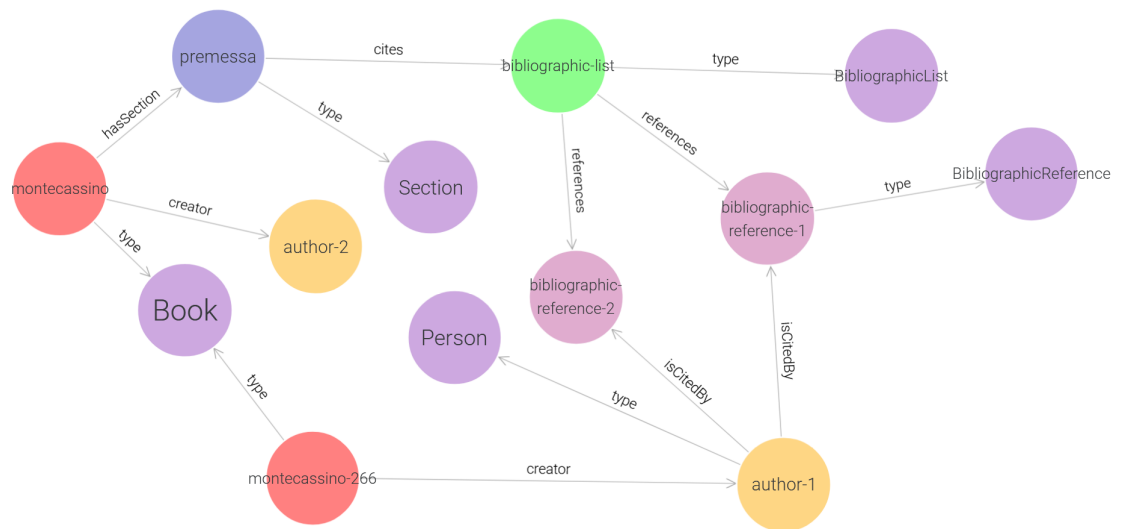 premessa
cites
bibliographic-list
type
BibliographicList
hasSection
type
references
references
montecassino
Section
type
BibliographicReference
creator
bibliographic-
reference-1
type
author-2
Book
bibliographic-
reference-2
Person
isCitedBy
isCitedBy
type
type
montecassino-266
creator
author-1